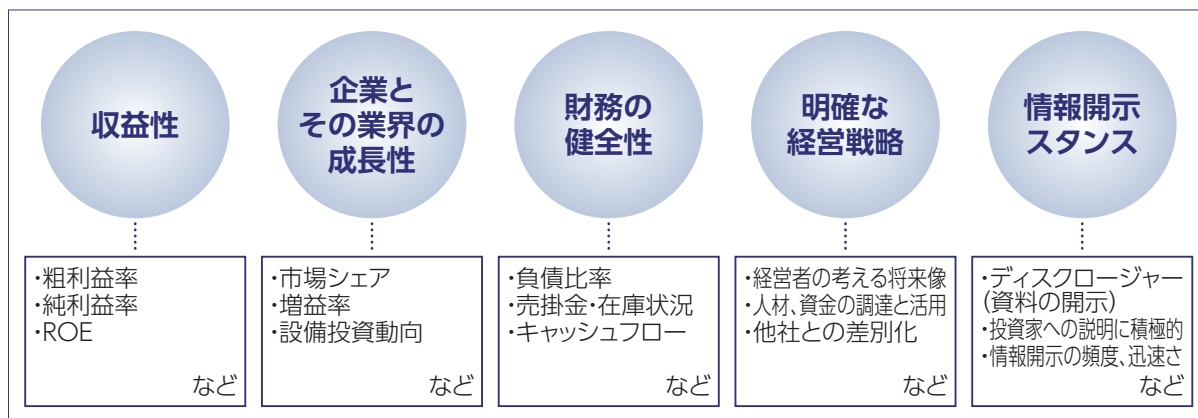 収益性
企業と
その業界の
成長性
財務の
健全性
明確な
経営戦略
情報開示
スタンス
・粗利益率
・純利益率
・ROE
など
・市場シェア
・増益率
・設備投資動向
など
・負債比率
・売掛金・在庫状況
・キャッシュフロー
など
・経営者の考える将来像
・人材、資金の調達と活用
・他社との差別化
など
・ディスクロージャー
(資料の開示)
・投資家への説明に積極的
・情報開示の頻度、迅速さ
など